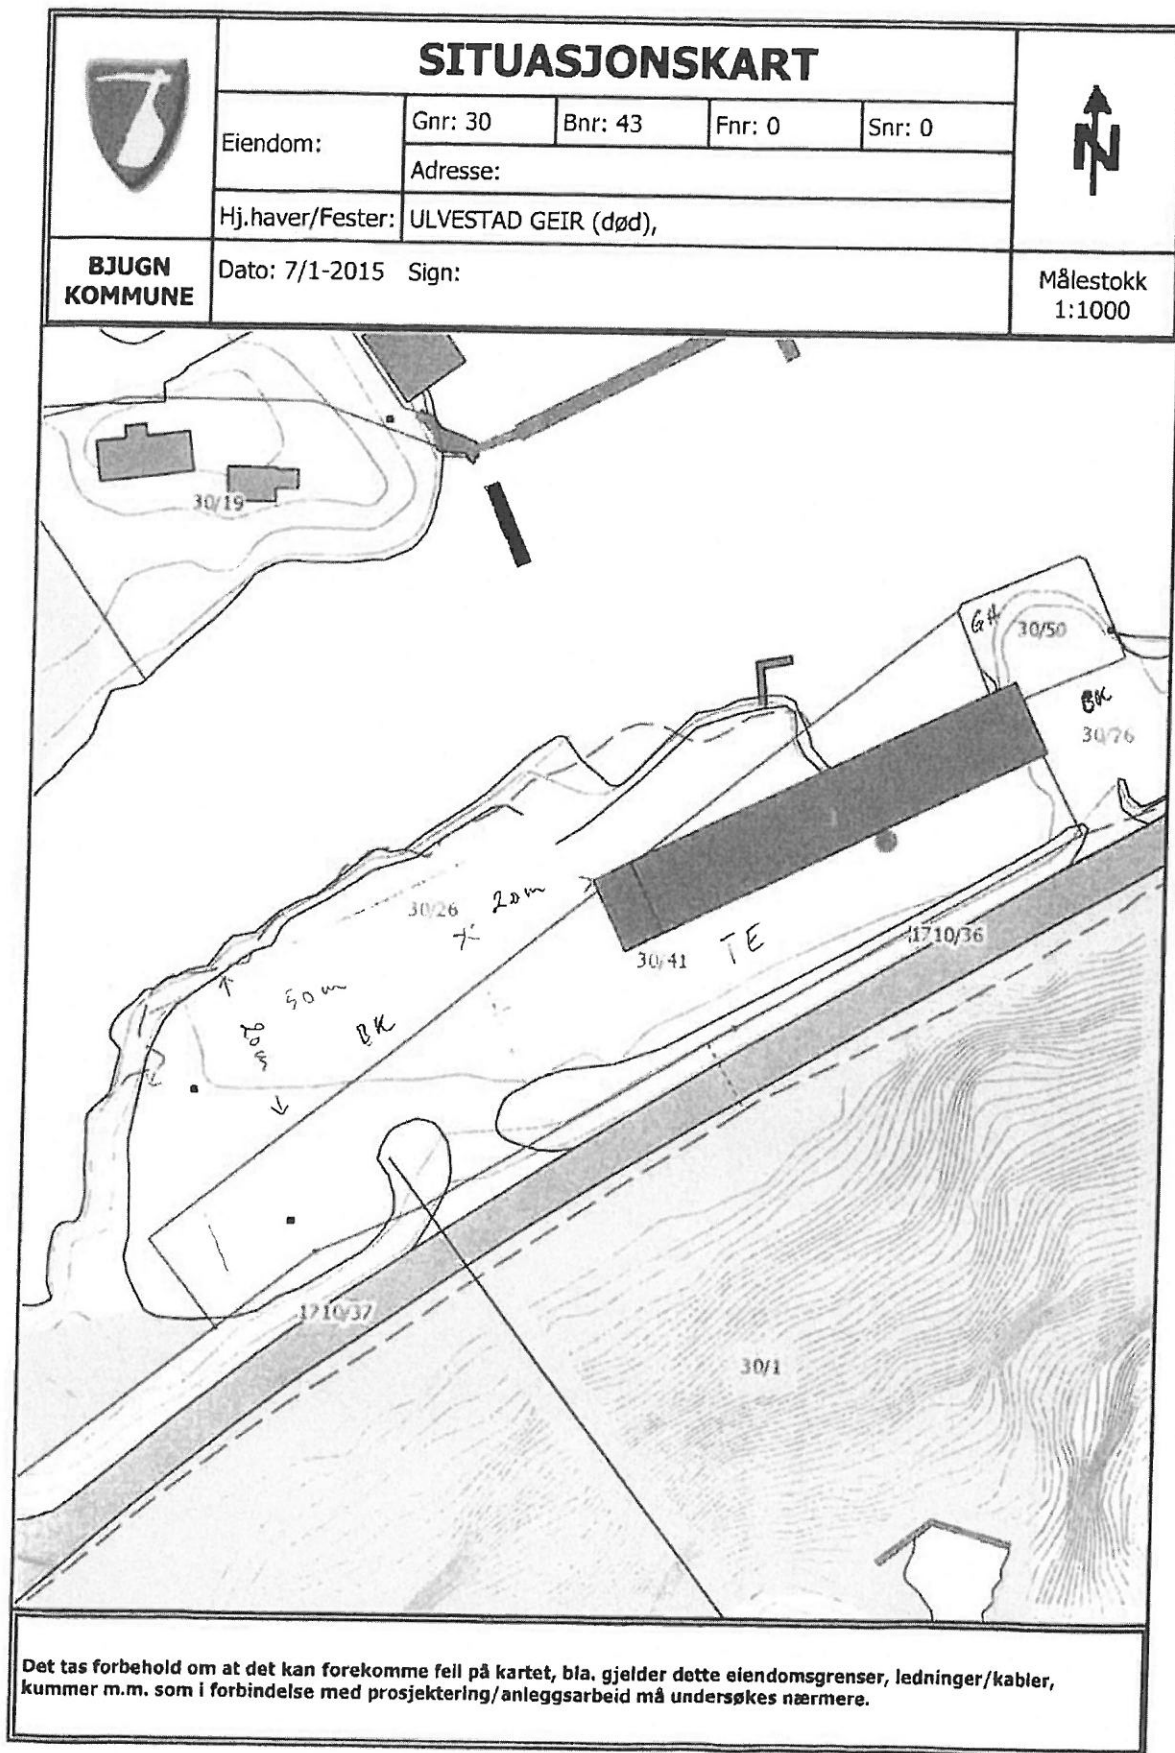 SITUASJONSKART
Eiendom:
Gnr: 30
Bnr: 43
Fnr: 0
Snr: 0
Adresse:
Hj.haver/Fester:
ULVESTAD GEIR (død),
BJUGN
KOMMUNE
Dato: 7/1-2015
Sign:
Målestokk
1:1000
N
30/19
GH
30/50
BK
30/26
30/26
20m
30/41
TE
1710/36
50m
BK
20m
1710/37
30/1
Det tas forbehold om at det kan forekomme feil på kartet, bla. gjelder dette eiendomsgrenser, ledninger/kabler,
kummer m.m. som i forbindelse med prosjektering/anleggsarbeid må undersøkes nærmere.